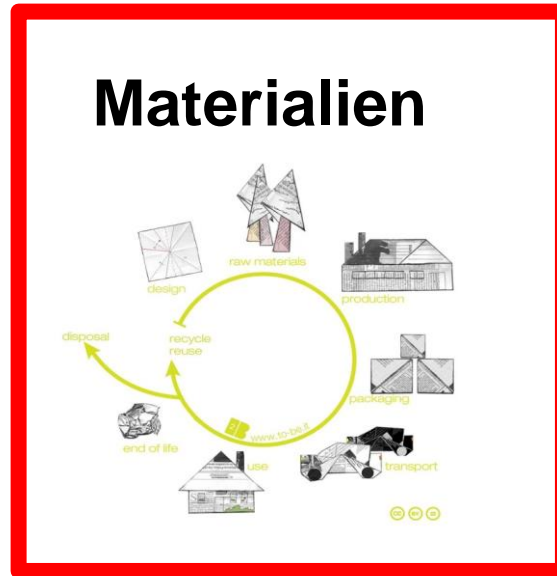 Materialien
raw materials
design
production
disposal
recycle
reuse
packaging
www.to-be.it
end of life
use
transport